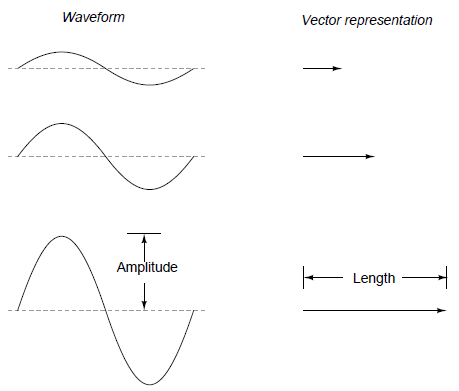 Waveform
Vector representation
Amplitude
Length